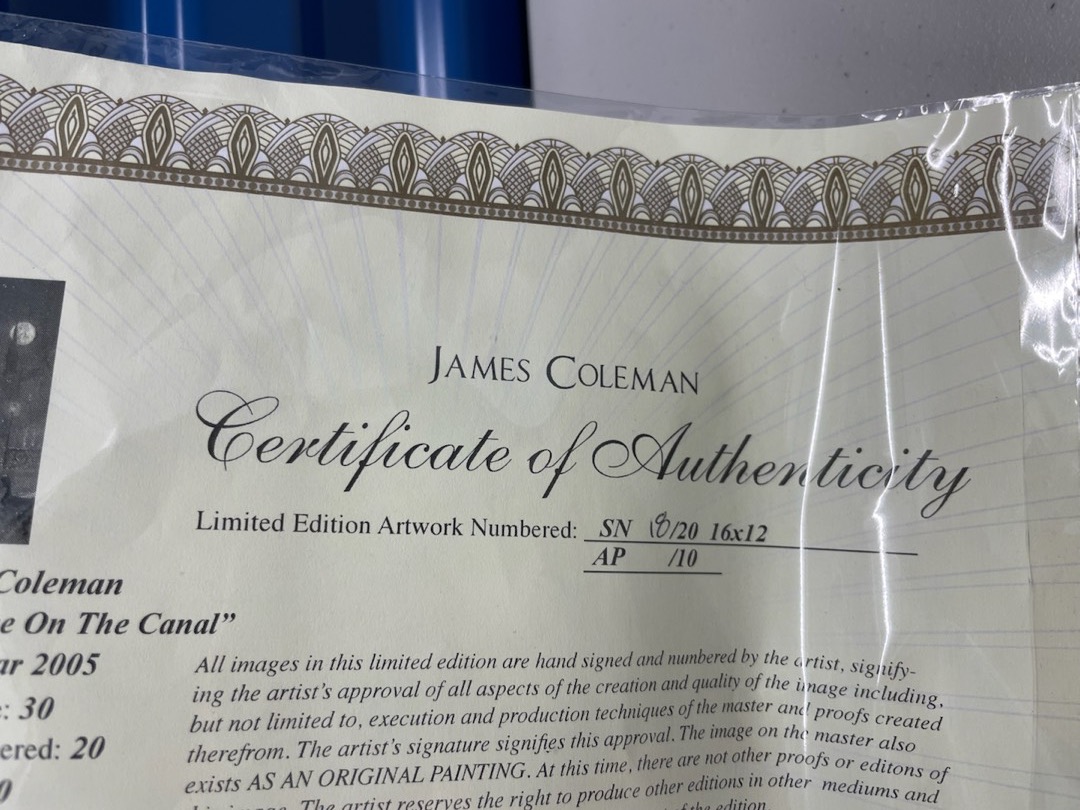 JAMES COLEMAN
Certificate of Authenticity
Limited Edition Artwork Numbered: SN 18/20 16x12
AP /10
Coleman
e On The Canal”
ar 2005
: 30
ered: 20
0
All images in this limited edition are hand signed and numbered by the artist, signify-
ing the artist’s approval of all aspects of the creation and quality of the image including,
but not limited to, execution and production techniques of the master and proofs created
therefrom. The artist’s signature signifies this approval. The image on the master also
exists AS AN ORIGINAL PAINTING. At this time, there are not other proofs or editons of
The artist reserves the right to produce other editions in other mediums and
of the edition